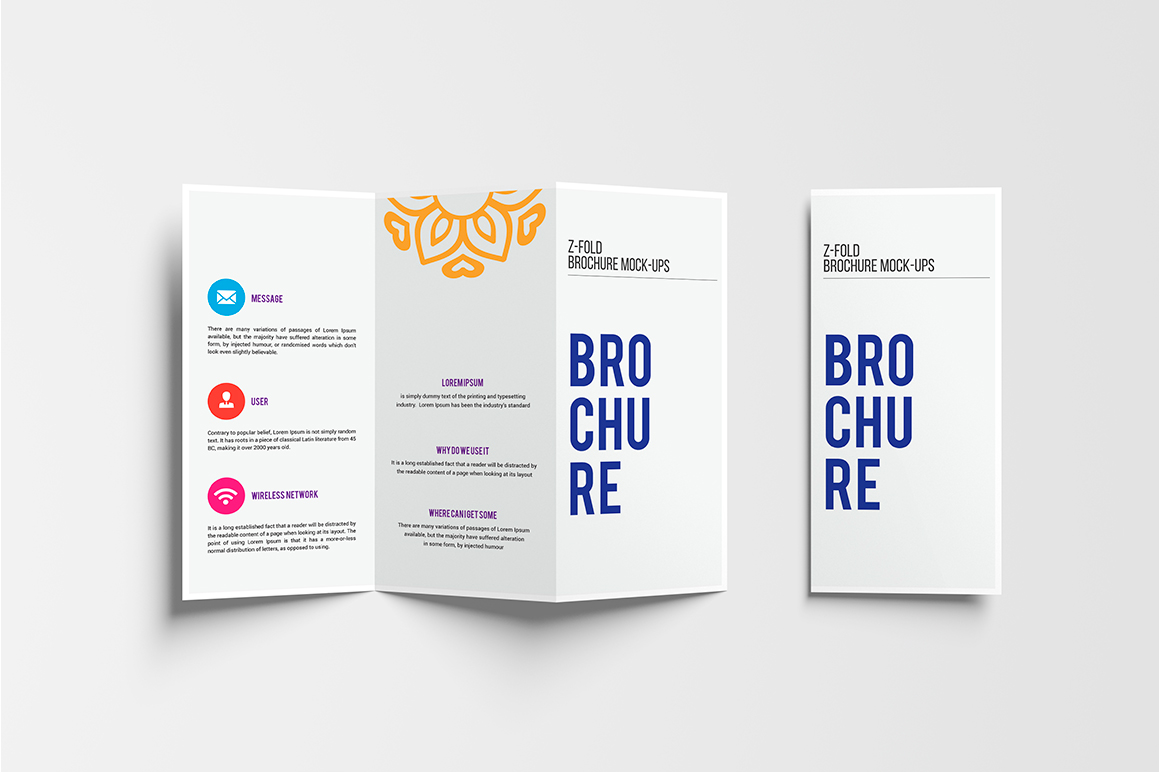 MESSAGE
There are many variations of passages of Lorem Ipsum
available, but the majority have suffered alteration in some
form, by injected humour, or randomised words which don't
look even slightly believable.
USER
Contrary to popular belief, Lorem Ipsum is not simply random
text. It has roots in a piece of classical Latin literature from 45
BC, making it over 2000 years old.
WIRELESS NETWORK
It is a long established fact that a reader will be distracted by
the readable content of a page when looking at its layout. The
point of using Lorem Ipsum is that it has a more-or-less
normal distribution of letters, as opposed to using.
LOREM IPSUM
is simply dummy text of the printing and typesetting
industry. Lorem Ipsum has been the industry's standard
WHY DO WE USE IT
It is a long established fact that a reader will be distracted by
the readable content of a page when looking at its layout
WHERE CAN I GET SOME
There are many variations of passages of Lorem Ipsum
available, but the majority have suffered alteration
in some form, by injected humour
Z-FOLD
BROCHURE MOCK-UPS
BRO
CHU
RE
Z-FOLD
BROCHURE MOCK-UPS
BRO
CHU
RE